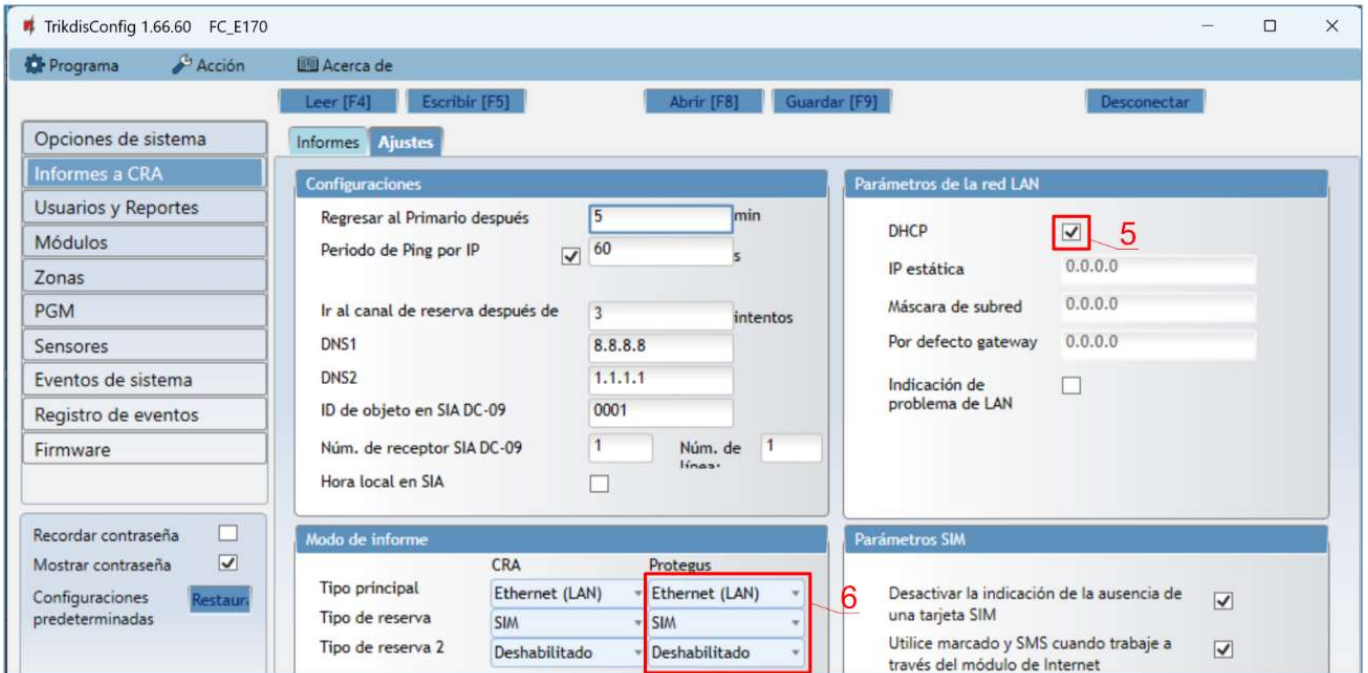 TrikdisConfig 1.66.60 FC_E170
Programa Acción Acerca de
Leer [F4] Escribir [F5] Abrir [F8] Guardar [F9] Desconectar
Opciones de sistema
Informes a CRA
Usuarios y Reportes
Módulos
Zonas
PGM
Sensores
Eventos de sistema
Registro de eventos
Firmware
Recordar contraseña
Mostrar contraseña
Configuraciones
predeterminadas
Restaura
Informes Ajustes
Configuraciones
Regresar al Primario después 5 min
Periodo de Ping por IP 60 s
Ir al canal de reserva después de 3 intentos
DNS1 8.8.8.8
DNS2 1.1.1.1
ID de objeto en SIA DC-09 0001
Núm. de receptor SIA DC-09 1 Núm. de 1
línea:
Hora local en SIA
Parámetros de la red LAN
DHCP 5
IP estática 0.0.0.0
Máscara de subred 0.0.0.0
Por defecto gateway 0.0.0.0
Indicación de
problema de LAN
Modo de informe
CRA Protegus
Tipo principal Ethernet (LAN) Ethernet (LAN) 6
Tipo de reserva SIM SIM
Tipo de reserva 2 Deshabilitado Deshabilitado
Parámetros SIM
Desactivar la indicación de la ausencia de
una tarjeta SIM
Utilice marcado y SMS cuando trabaje a
través del módulo de Internet